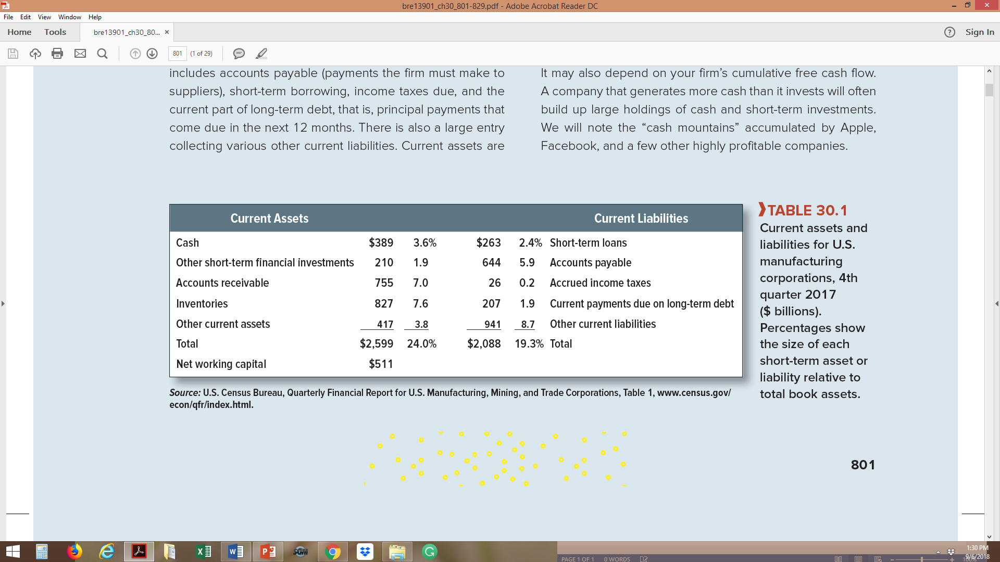 bre13901_ch30_801-829.pdf - Adobe Acrobat Reader DC
File Edit View Window Help
Home Tools bre13901_ch30_80... × Sign In
801 (1 of 29)
includes accounts payable (payments the firm must make to
suppliers), short-term borrowing, income taxes due, and the
current part of long-term debt, that is, principal payments that
come due in the next 12 months. There is also a large entry
collecting various other current liabilities. Current assets are
It may also depend on your firm's cumulative free cash flow.
A company that generates more cash than it invests will often
build up large holdings of cash and short-term investments.
We will note the “cash mountains” accumulated by Apple,
Facebook, and a few other highly profitable companies.
Current Assets Current Liabilities
Cash $389 3.6% $263 2.4% Short-term loans
Other short-term financial investments 210 1.9 644 5.9 Accounts payable
Accounts receivable 755 7.0 26 0.2 Accrued income taxes
Inventories 827 7.6 207 1.9 Current payments due on long-term debt
Other current assets 417 3.8 941 8.7 Other current liabilities
Total $2,599 24.0% $2,088 19.3% Total
Net working capital $511
TABLE 30.1
Current assets and
liabilities for U.S.
manufacturing
corporations, 4th
quarter 2017
($ billions).
Percentages show
the size of each
short-term asset or
liability relative to
total book assets.
Source: U.S. Census Bureau, Quarterly Financial Report for U.S. Manufacturing, Mining, and Trade Corporations, Table 1, www.census.gov/
econ/qfr/index.html.
801
PAGE 1 OF 1 0 WORDS
100%
1:30 PM
9/6/2018